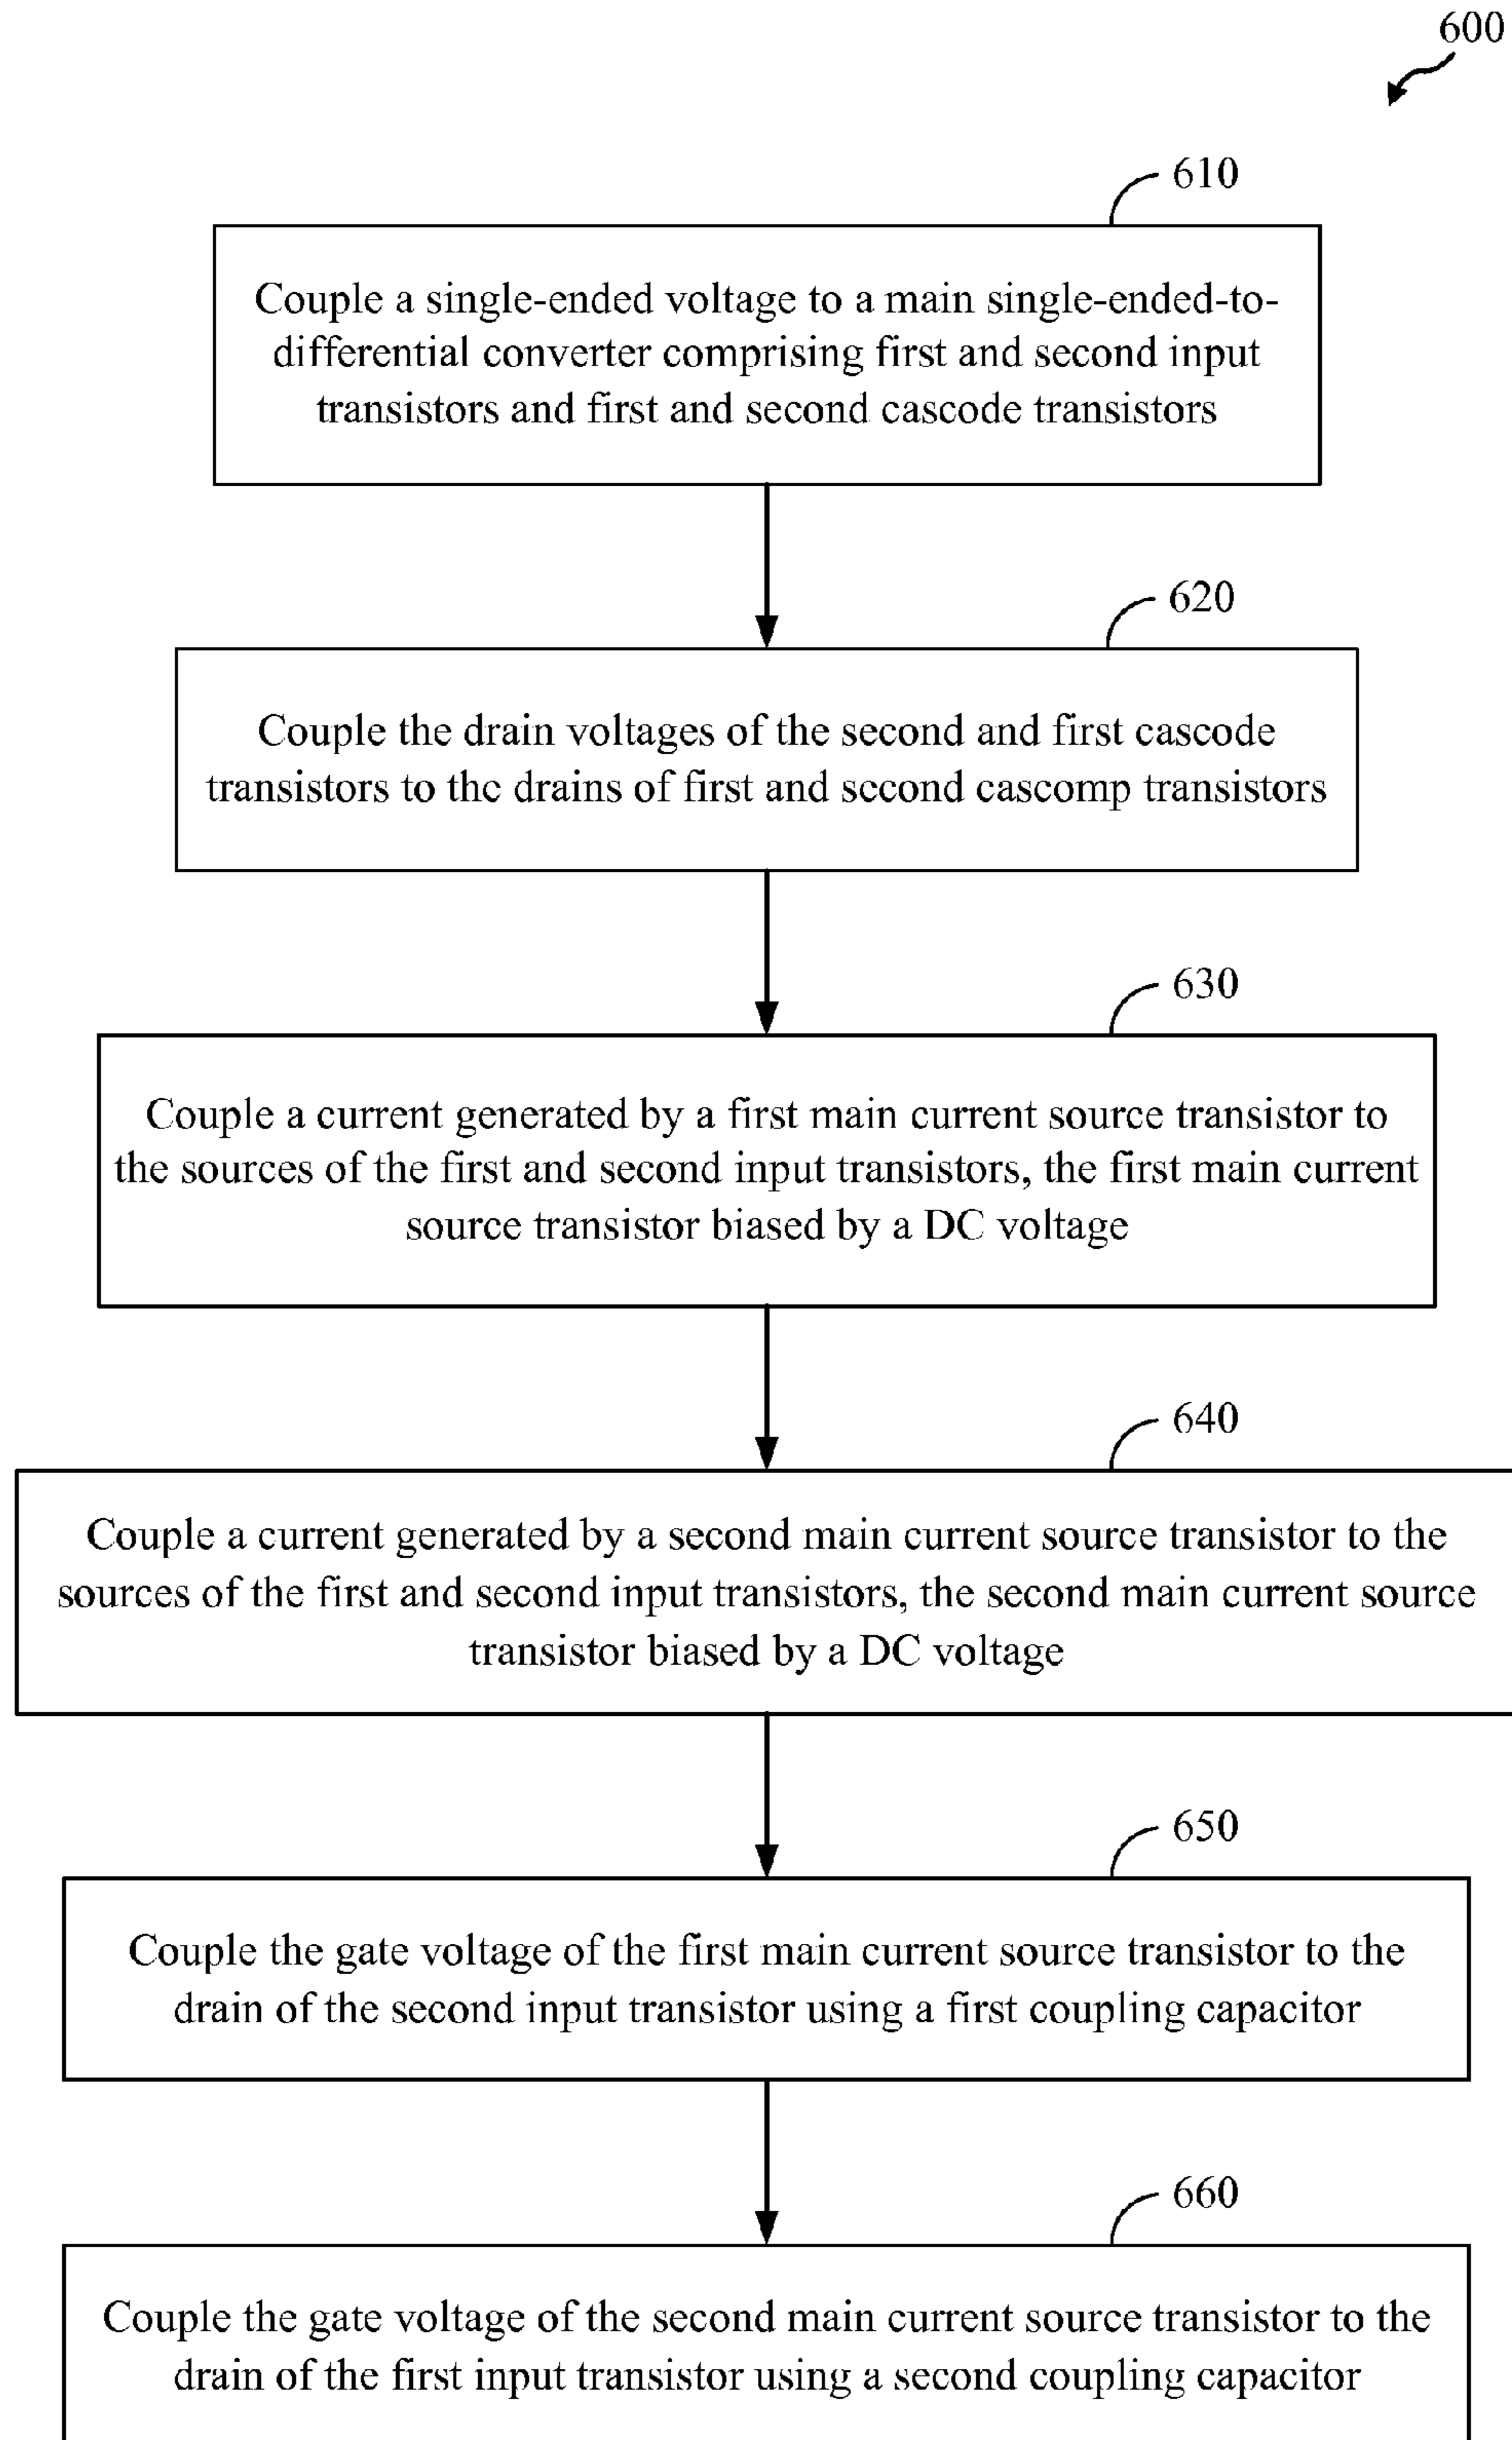 600
610
Couple a single-ended voltage to a main single-ended-to-
differential converter comprising first and second input
transistors and first and second cascode transistors
620
Couple the drain voltages of the second and first cascode
transistors to the drains of first and second cascomp transistors
630
Couple a current generated by a first main current source transistor to
the sources of the first and second input transistors, the first main current
source transistor biased by a DC voltage
640
Couple a current generated by a second main current source transistor to the
sources of the first and second input transistors, the second main current source
transistor biased by a DC voltage
650
Couple the gate voltage of the first main current source transistor to the
drain of the second input transistor using a first coupling capacitor
660
Couple the gate voltage of the second main current source transistor to the
drain of the first input transistor using a second coupling capacitor